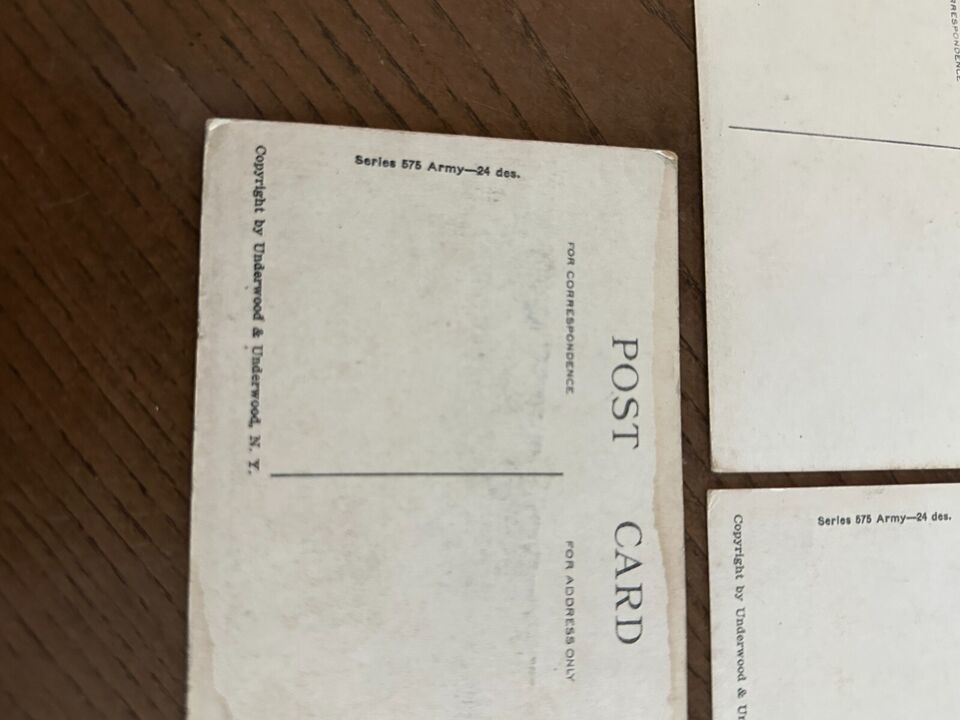 POST CARD
FOR CORRESPONDENCE
FOR ADDRESS ONLY
Series 575 Army—24 des.
Copyright by Underwood & Underwood, N. Y.
Series 575 Army—24 des.
Copyright by Underwood &